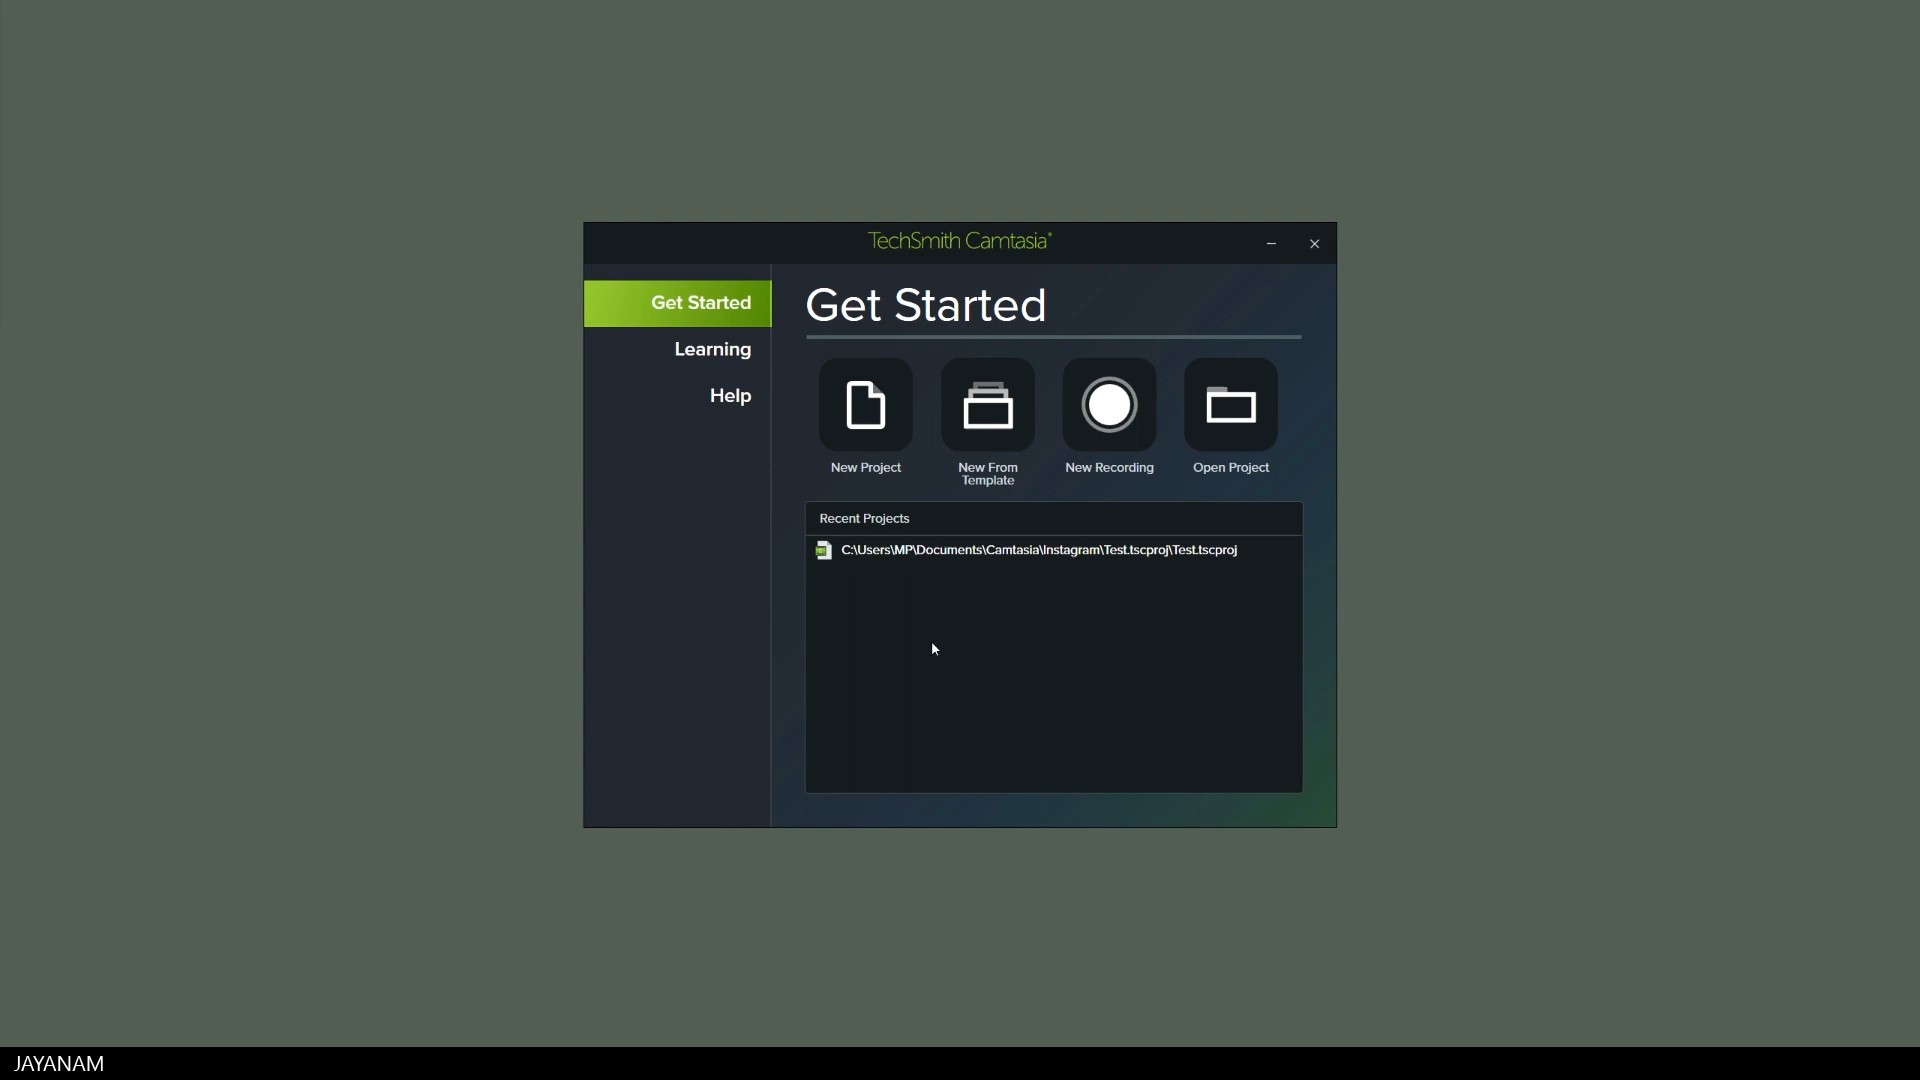 TechSmith Camtasia®
Get Started
Learning
Help
Get Started
New Project
New From
Template
New Recording
Open Project
Recent Projects
C:\Users\MP\Documents\Camtasia\Instagram\Test.tscproj\Test.tscproj
JAYANAM